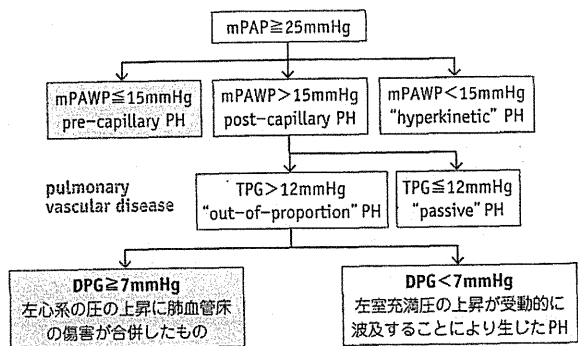 mPAP≧25mmHg
mPAWP≦15mmHg
pre-capillary PH
mPAWP>15mmHg
post-capillary PH
mPAWP<15mmHg
“hyperkinetic” PH
pulmonary
vascular disease
TPG>12mmHg
“out-of-proportion” PH
TPG≦12mmHg
“passive” PH
DPG≧7mmHg
左心系の圧の上昇に肺血管床
の傷害が合併したもの
DPG<7mmHg
左室充満圧の上昇が受動的に
波及することにより生じたPH